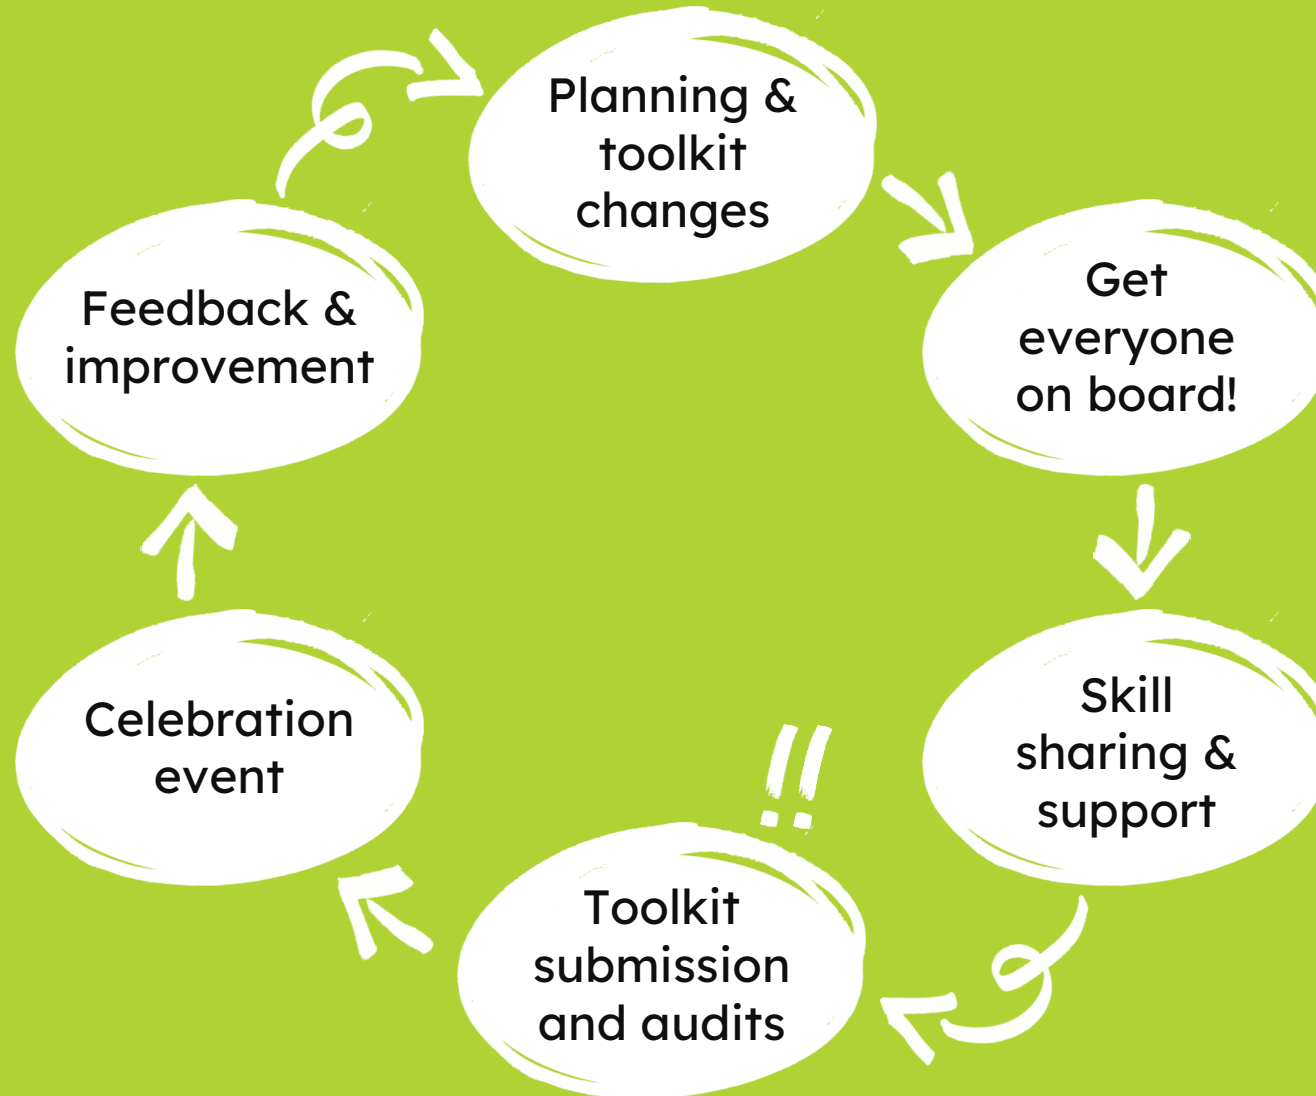 Planning &
toolkit
changes
Get
everyone
on board!
Skill
sharing &
support
!!
Toolkit
submission
and audits
Celebration
event
Feedback &
improvement